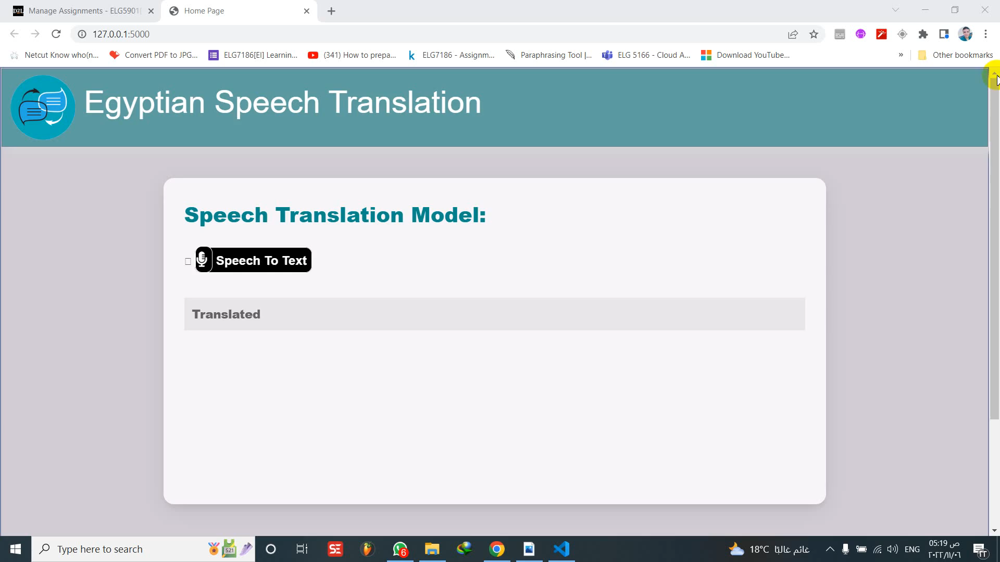 Manage Assignments - ELG5901[
Home Page
127.0.0.1:5000
Netcut Know who(n...
Convert PDF to JPG...
ELG7186[EI] Learnin...
(341) How to prepa...
ELG7186 - Assignm...
Paraphrasing Tool |...
ELG 5166 - Cloud A...
Download YouTube...
»
Other bookmarks
Egyptian Speech Translation
Speech Translation Model:
Speech To Text
Translated
Type here to search
521
SE
6
18°C غائم غالبًا
ENG
05:19 ص
٢٠٢٢/١١/٠٦